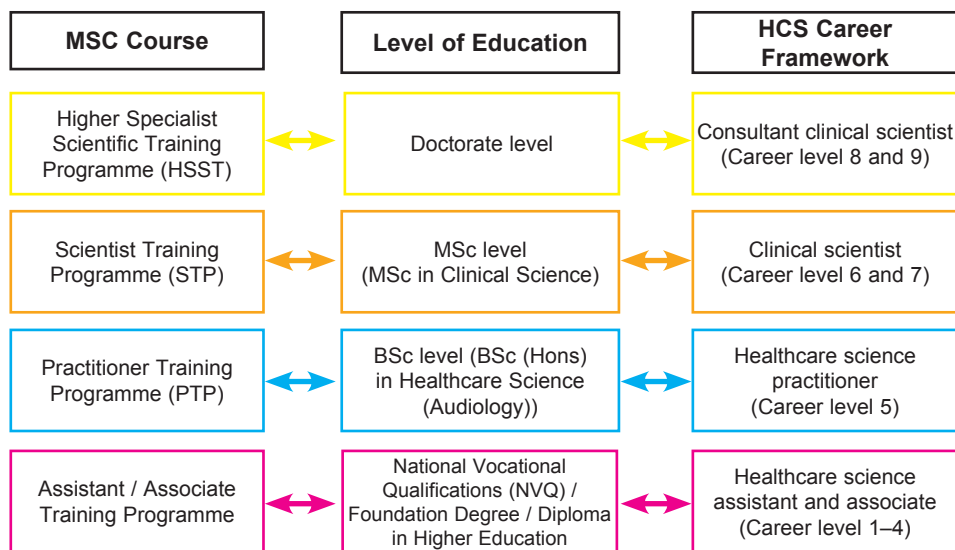 MSC Course
Level of Education
HCS Career
Framework
Higher Specialist
Scientific Training
Programme (HSST)
Doctorate level
Consultant clinical scientist
(Career level 8 and 9)
Scientist Training
Programme (STP)
MSc level
(MSc in Clinical Science)
Clinical scientist
(Career level 6 and 7)
Practitioner Training
Programme (PTP)
BSc level (BSc (Hons)
in Healthcare Science
(Audiology))
Healthcare science
practitioner
(Career level 5)
Assistant / Associate
Training Programme
National Vocational
Qualifications (NVQ) /
Foundation Degree / Diploma
in Higher Education
Healthcare science
assistant and associate
(Career level 1–4)